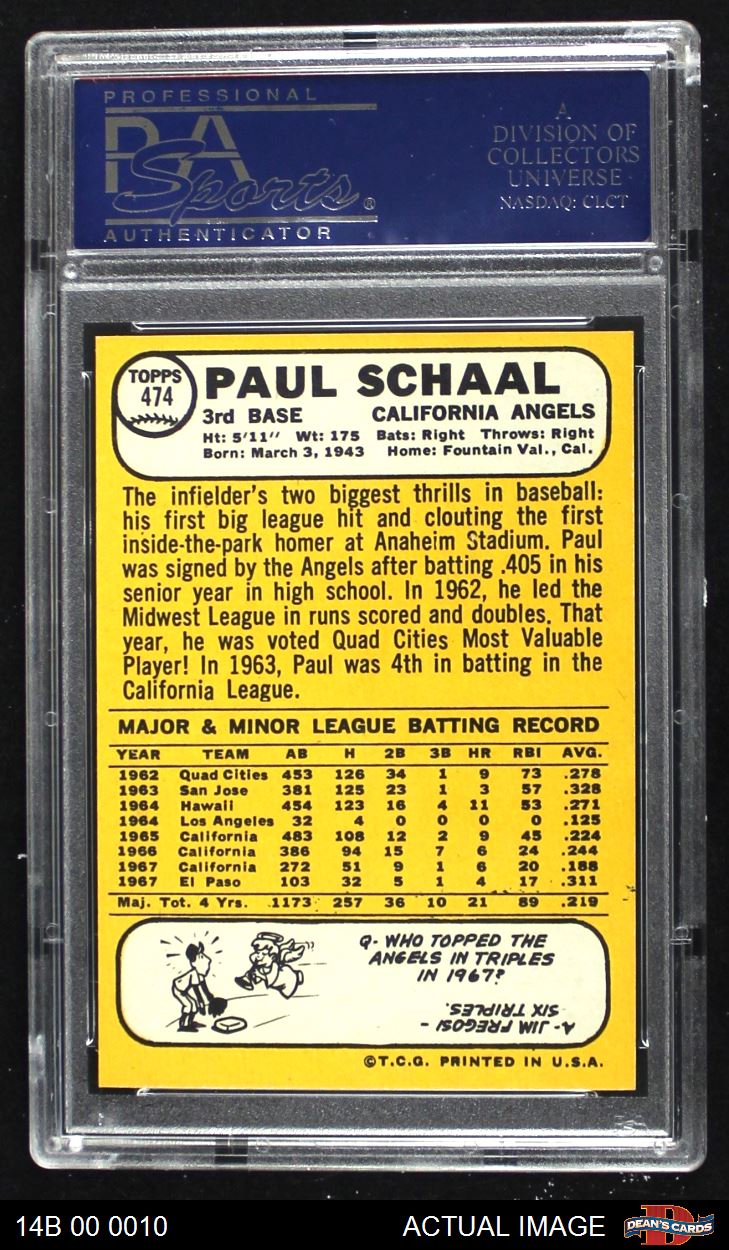 PROFESSIONAL
PSA
Sports®
AUTHENTICATOR
A
DIVISION OF
COLLECTORS
UNIVERSE
NASDAQ: CLCT
TOPPS
474
PAUL SCHAAL
3rd BASE CALIFORNIA ANGELS
Ht: 5'11" Wt: 175 Bats: Right Throws: Right
Born: March 3, 1943 Home: Fountain Val., Cal.
The infielder's two biggest thrills in baseball:
his first big league hit and clouting the first
inside-the-park homer at Anaheim Stadium. Paul
was signed by the Angels after batting .405 in his
senior year in high school. In 1962, he led the
Midwest League in runs scored and doubles. That
year, he was voted Quad Cities Most Valuable
Player! In 1963, Paul was 4th in batting in the
California League.
MAJOR & MINOR LEAGUE BATTING RECORD
YEAR TEAM AB H 2B 3B HR RBI AVG.
1962 Quad Cities 453 126 34 1 9 73 .278
1963 San Jose 381 125 23 1 3 57 .328
1964 Hawaii 454 123 16 4 11 53 .271
1964 Los Angeles 32 4 0 0 0 0 .125
1965 California 483 108 12 2 9 45 .224
1966 California 386 94 15 7 6 24 .244
1967 California 272 51 9 1 6 20 .188
1967 El Paso 103 32 5 1 4 17 .311
Maj. Tot. 4 Yrs. 1173 257 36 10 21 89 .219
Q- WHO TOPPED THE
ANGELS IN TRIPLES
IN 1967?
A- JIM FREGOSI -
SIX TRIPLES.
©T.C.G. PRINTED IN U.S.A.
14B 00 0010 ACTUAL IMAGE
D
DEAN'S CARDS